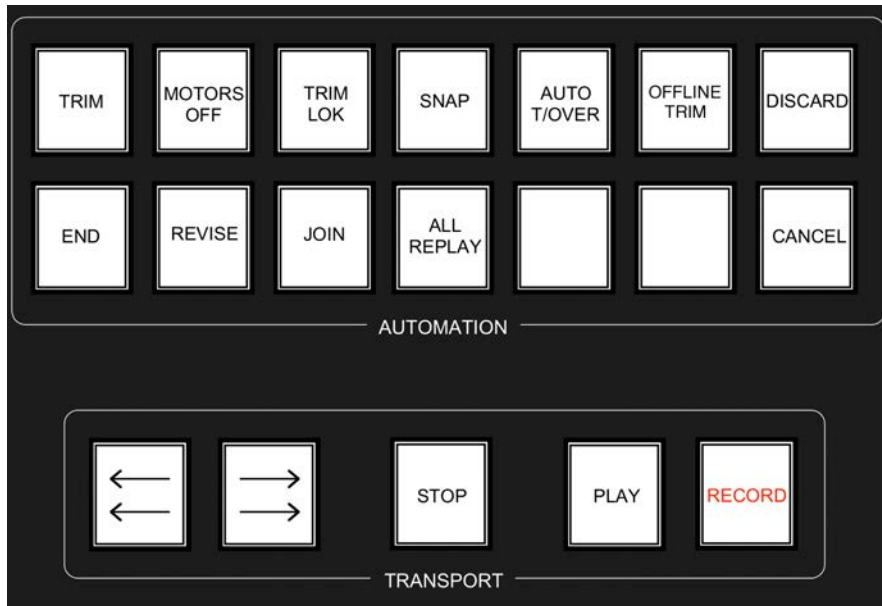 TRIM
MOTORS
OFF
TRIM
LOK
SNAP
AUTO
T/OVER
OFFLINE
TRIM
DISCARD
END
REVISE
JOIN
ALL
REPLAY
CANCEL
AUTOMATION
STOP
PLAY
RECORD
TRANSPORT